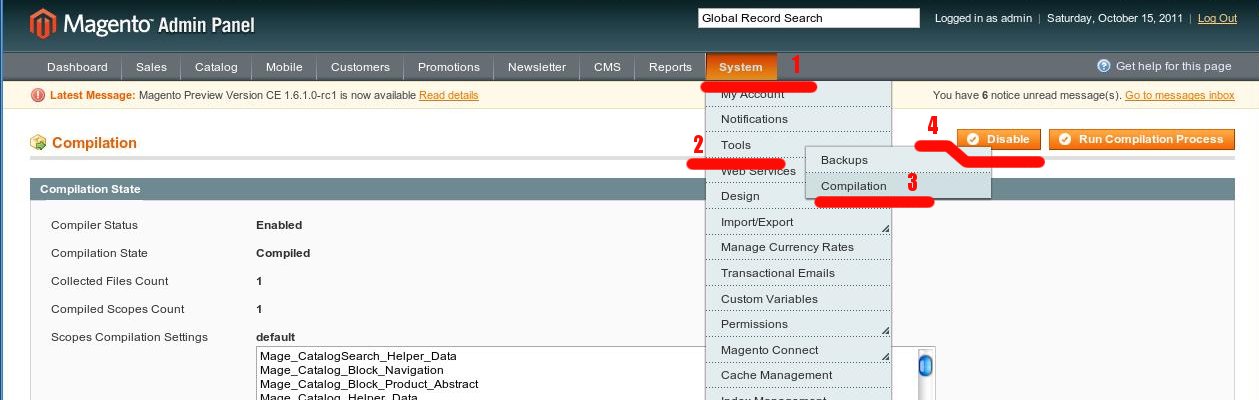 Magento™ Admin Panel
Global Record Search
Logged in as admin | Saturday, October 15, 2011 | Log Out
Dashboard Sales Catalog Mobile Customers Promotions Newsletter CMS Reports System 1 Get help for this page
Latest Message: Magento Preview Version CE 1.6.1.0-rc1 is now available Read details
You have 6 notice unread message(s). Go to messages inbox
My Account
Notifications
Compilation
4 Disable Run Compilation Process
2 Tools
Backups
Web Services
Compilation 3
Compilation State
Design
Compiler Status Enabled
Import/Export
Compilation State Compiled
Manage Currency Rates
Collected Files Count 1
Transactional Emails
Custom Variables
Compiled Scopes Count 1
Permissions
Scopes Compilation Settings default
Magento Connect
Mage_CatalogSearch_Helper_Data
Mage_Catalog_Block_Navigation
Cache Management
Mage_Catalog_Block_Product_Abstract
Mage_Catalog_Helper_Data
Index Management